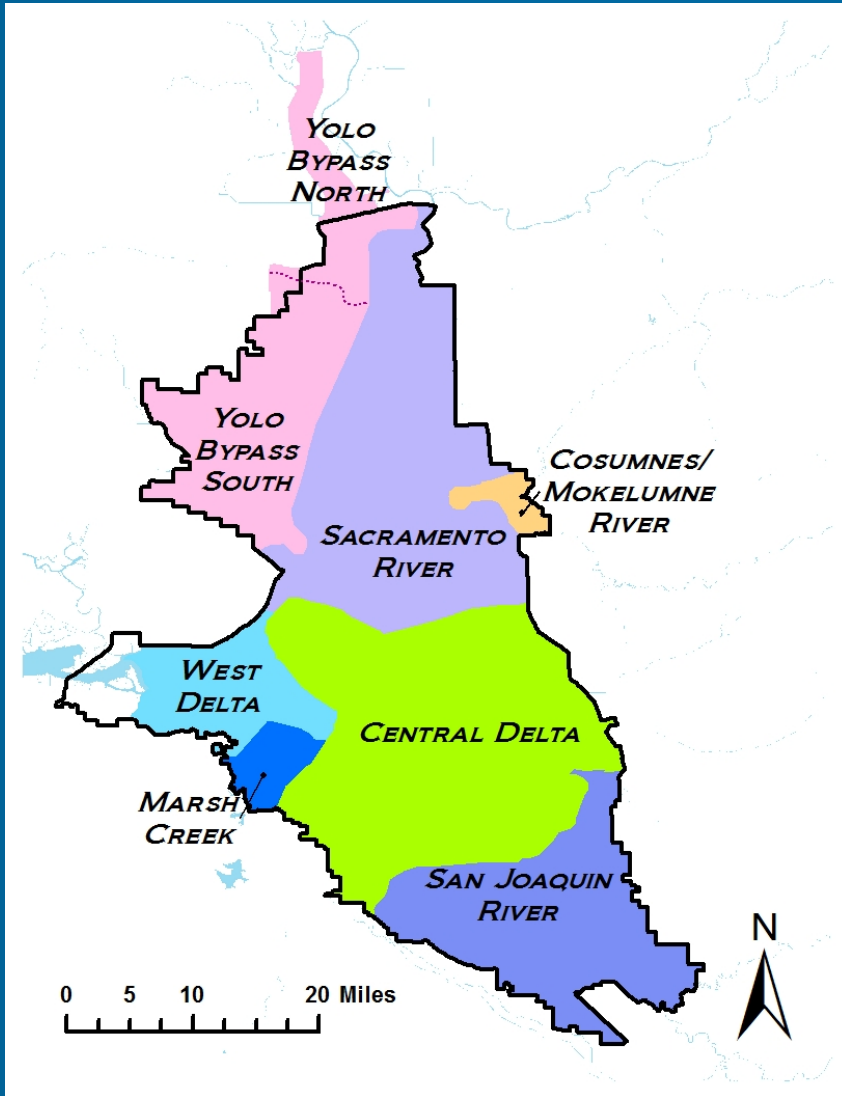 YOLO
BYPASS
NORTH
YOLO
BYPASS
SOUTH
COSUMNES/
MOKELUMNE
RIVER
SACRAMENTO
RIVER
WEST
DELTA
CENTRAL DELTA
MARSH
CREEK
SAN JOAQUIN
RIVER
N
0 5 10 20 Miles